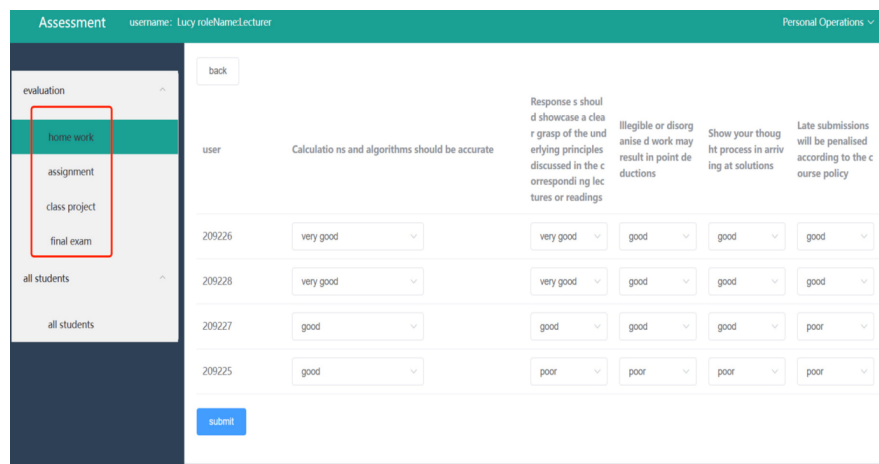 Assessment
username: Lucy roleName:Lecturer
Personal Operations
evaluation
home work
assignment
class project
final exam
all students
all students
back
user
Calculatio ns and algorithms should be accurate
Response s shoul
d showcase a clea
r grasp of the und
erlying principles
discussed in the c
orrespondi ng lec
tures or readings
Illegible or disorg
anise d work may
result in point de
ductions
Show your thoug
ht process in arriv
ing at solutions
Late submissions
will be penalised
according to the c
ourse policy
209226 very good very good good good good
209228 very good very good good good good
209227 good good good good poor
209225 good poor poor poor poor
submit